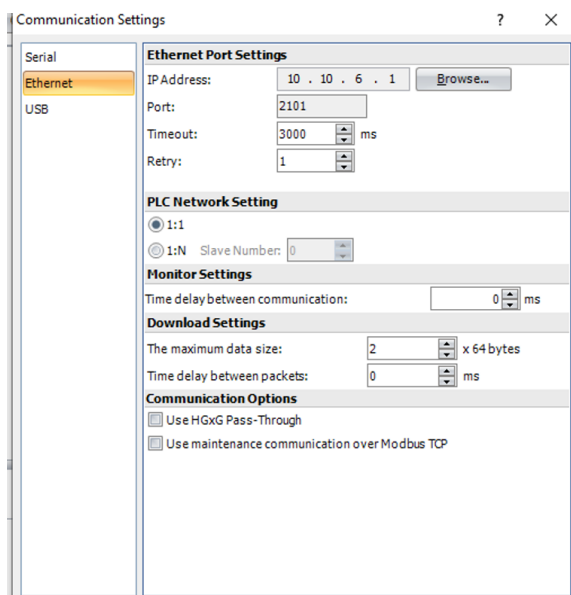 Communication Settings ? ×
Serial
Ethernet
USB
Ethernet Port Settings
IP Address: 10 . 10 . 6 . 1 Browse...
Port: 2101
Timeout: 3000 ms
Retry: 1
PLC Network Setting
1:1
1:N Slave Number: 0
Monitor Settings
Time delay between communication: 0 ms
Download Settings
The maximum data size: 2 x 64 bytes
Time delay between packets: 0 ms
Communication Options
Use HGxG Pass-Through
Use maintenance communication over Modbus TCP